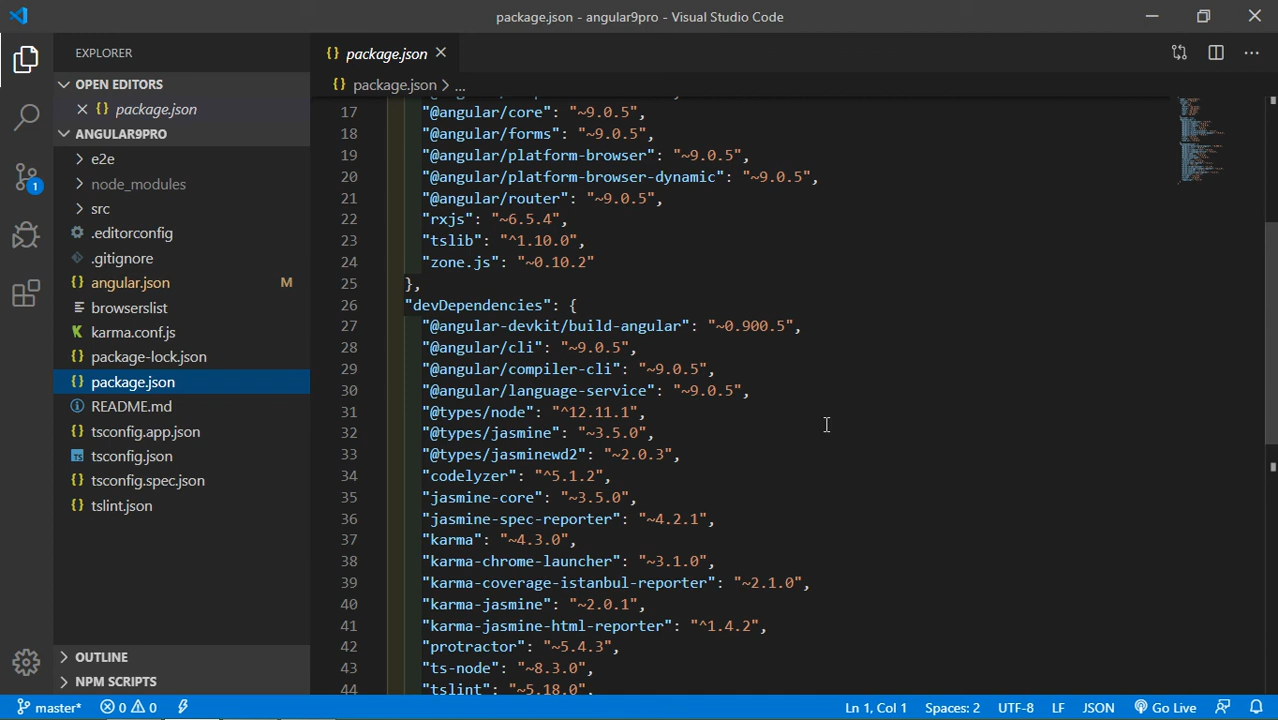 package.json - angular9pro - Visual Studio Code
EXPLORER
OPEN EDITORS
{} package.json
ANGULAR9PRO
e2e
node_modules
src
.editorconfig
.gitignore
{} angular.json M
browserslist
karma.conf.js
{} package-lock.json
{} package.json
README.md
{} tsconfig.app.json
TS tsconfig.json
{} tsconfig.spec.json
{} tslint.json
OUTLINE
NPM SCRIPTS
1
{} package.json
{} package.json > ...
17 "@angular/core": "~9.0.5",
18 "@angular/forms": "~9.0.5",
19 "@angular/platform-browser": "~9.0.5",
20 "@angular/platform-browser-dynamic": "~9.0.5",
21 "@angular/router": "~9.0.5",
22 "rxjs": "~6.5.4",
23 "tslib": "^1.10.0",
24 "zone.js": "~0.10.2"
25 },
26 "devDependencies": {
27 "@angular-devkit/build-angular": "~0.900.5",
28 "@angular/cli": "~9.0.5",
29 "@angular/compiler-cli": "~9.0.5",
30 "@angular/language-service": "~9.0.5",
31 "@types/node": "^12.11.1",
32 "@types/jasmine": "~3.5.0",
33 "@types/jasminewd2": "~2.0.3",
34 "codelyzer": "^5.1.2",
35 "jasmine-core": "~3.5.0",
36 "jasmine-spec-reporter": "~4.2.1",
37 "karma": "~4.3.0",
38 "karma-chrome-launcher": "~3.1.0",
39 "karma-coverage-istanbul-reporter": "~2.1.0",
40 "karma-jasmine": "~2.0.1",
41 "karma-jasmine-html-reporter": "^1.4.2",
42 "protractor": "~5.4.3",
43 "ts-node": "~8.3.0",
44 "tslint": "~5.18.0",
master* 0 0 Ln 1, Col 1 Spaces: 2 UTF-8 LF JSON Go Live